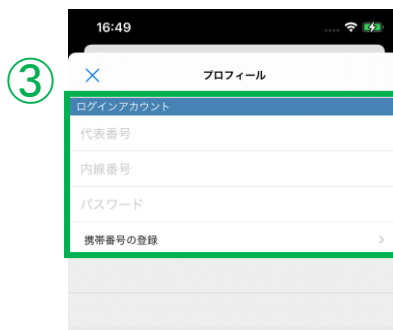 16:49
③
プロフィール
ログインアカウント
代表番号
内線番号
パスワード
携帯番号の登録